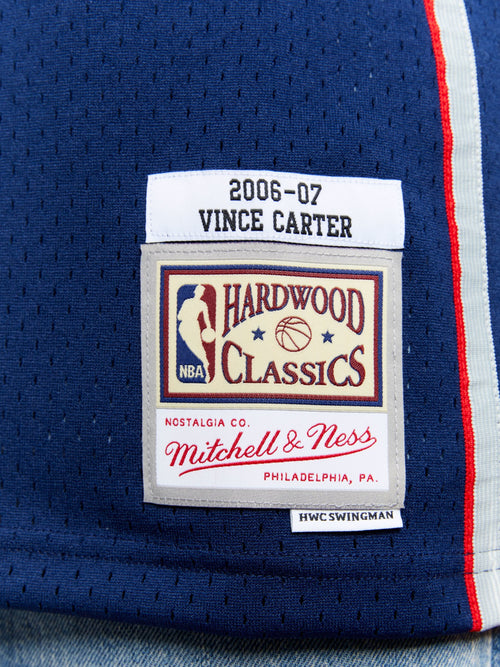 2006-07
VINCE CARTER
HARDWOOD
NBA
CLASSICS
NOSTALGIA CO.
Mitchell & Ness
PHILADELPHIA, PA.
HWC SWINGMAN